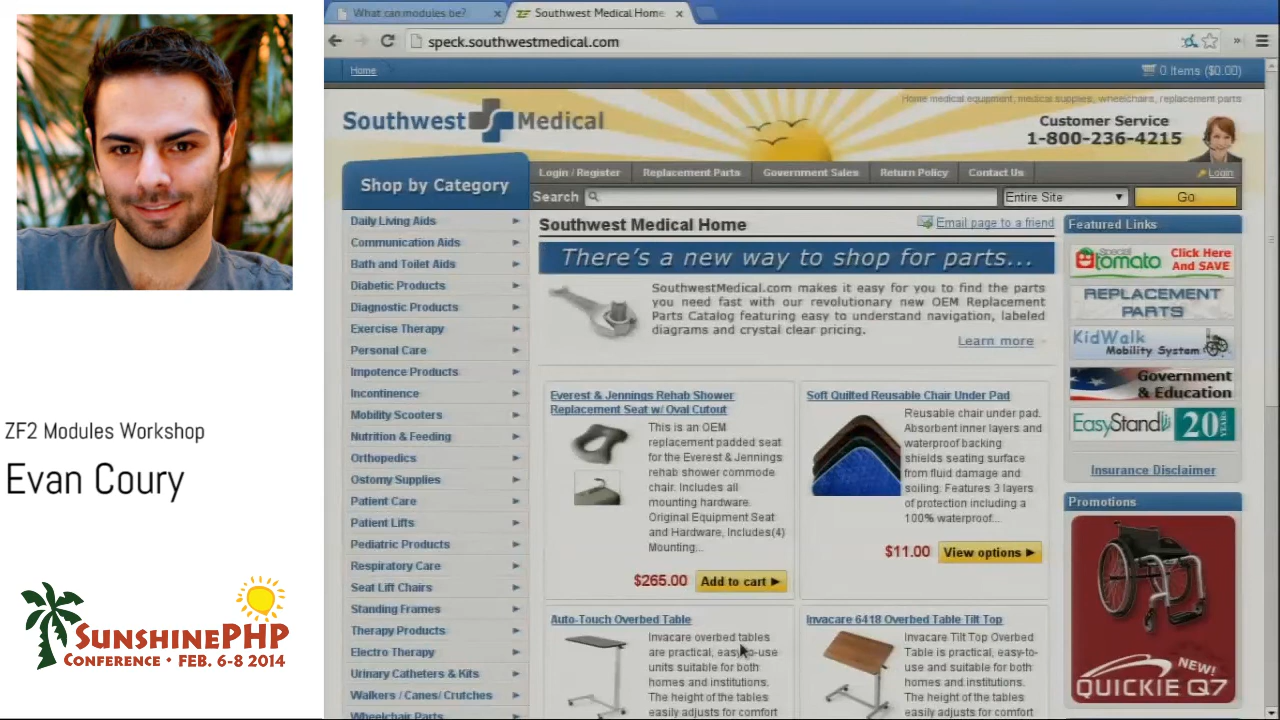 ZF2 Modules Workshop
Evan Coury
SUNSHINEPHP
CONFERENCE • FEB. 6-8 2014
What can modules be?
Southwest Medical Home
speck.southwestmedical.com
Home
0 Items ($0.00)
Home medical equipment, medical supplies, wheelchairs, replacement parts
Southwest Medical
Customer Service
1-800-236-4215
Shop by Category
Login / Register
Replacement Parts
Government Sales
Return Policy
Contact Us
Login
Search
Entire Site
Go
Daily Living Aids
Communication Aids
Bath and Toilet Aids
Diabetic Products
Diagnostic Products
Exercise Therapy
Personal Care
Impotence Products
Incontinence
Mobility Scooters
Nutrition & Feeding
Orthopedics
Ostomy Supplies
Patient Care
Patient Lifts
Pediatric Products
Respiratory Care
Seat Lift Chairs
Standing Frames
Therapy Products
Electro Therapy
Urinary Catheters & Kits
Walkers / Canes/ Crutches
Wheelchair Parts
Southwest Medical Home
Email page to a friend
There's a new way to shop for parts...
SouthwestMedical.com makes it easy for you to find the parts
you need fast with our revolutionary new OEM Replacement
Parts Catalog featuring easy to understand navigation, labeled
diagrams and crystal clear pricing.
Learn more
Everest & Jennings Rehab Shower
Replacement Seat w/ Oval Cutout
This is an OEM
replacement padded seat
for the Everest & Jennings
rehab shower commode
chair. Includes all
mounting hardware.
Original Equipment Seat
and Hardware, Includes(4)
Mounting...
$265.00
Add to cart
Soft Quilted Reusable Chair Under Pad
Reusable chair under pad.
Absorbent inner layers and
waterproof backing
shields seating surface
from fluid damage and
soiling. Features 3 layers
of protection including a
100% waterproof...
$11.00
View options
Auto-Touch Overbed Table
Invacare overbed tables
are practical, easy-to-use
units suitable for both
homes and institutions.
The height of the tables
easily adjusts for comfort
Invacare 6418 Overbed Table Tilt Top
Invacare Tilt Top Overbed
Table is practical, easy-to-
use and suitable for both
homes and institutions.
The height of the tables
easily adjusts for comfort
Featured Links
Special tomato
Click Here
And SAVE
REPLACEMENT
PARTS
KidWalk
Mobility System
Government
& Education
EasyStand
20 YEARS
Insurance Disclaimer
Promotions
NEW!
QUICKIE Q7